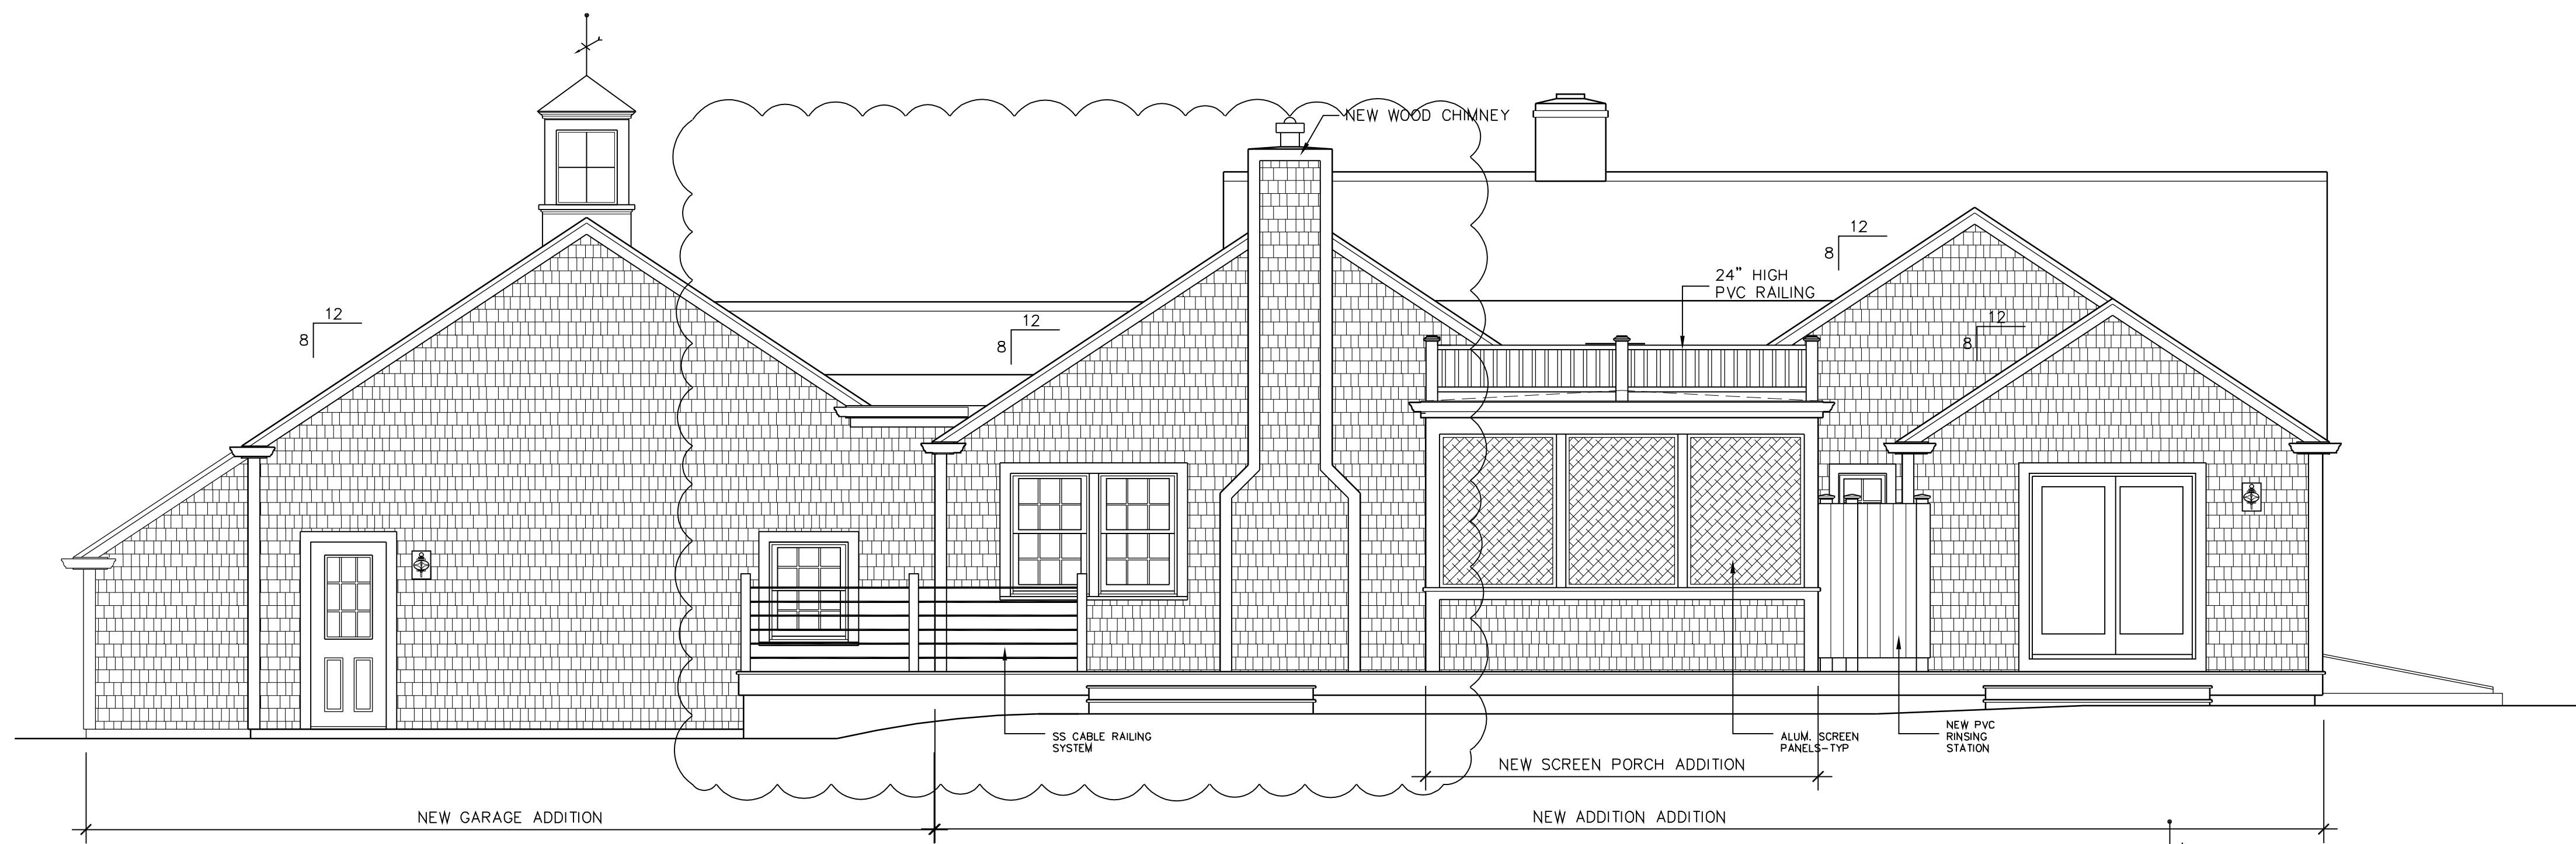 NEW WOOD CHIMNEY
12
8
24" HIGH
PVC RAILING
12
8
12
8
12
8
SS CABLE RAILING
SYSTEM
ALUM. SCREEN
PANELS-TYP
NEW PVC
RINSING
STATION
NEW SCREEN PORCH ADDITION
NEW GARAGE ADDITION
NEW ADDITION ADDITION